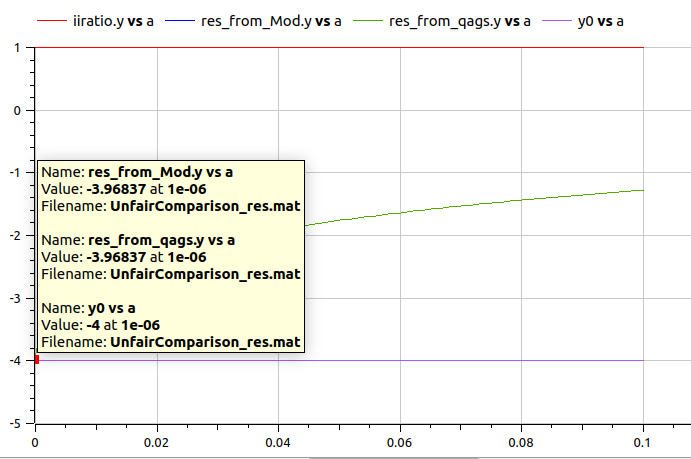 iiratio.y vs a res_from_Mod.y vs a res_from_qags.y vs a y0 vs a
1
0
-1
Name: res_from_Mod.y vs a
Value: -3.96837 at 1e-06
Filename: UnfairComparison_res.mat
-2
Name: res_from_qags.y vs a
Value: -3.96837 at 1e-06
Filename: UnfairComparison_res.mat
-3
Name: y0 vs a
Value: -4 at 1e-06
Filename: UnfairComparison_res.mat
-4
-5
0 0.02 0.04 0.06 0.08 0.1